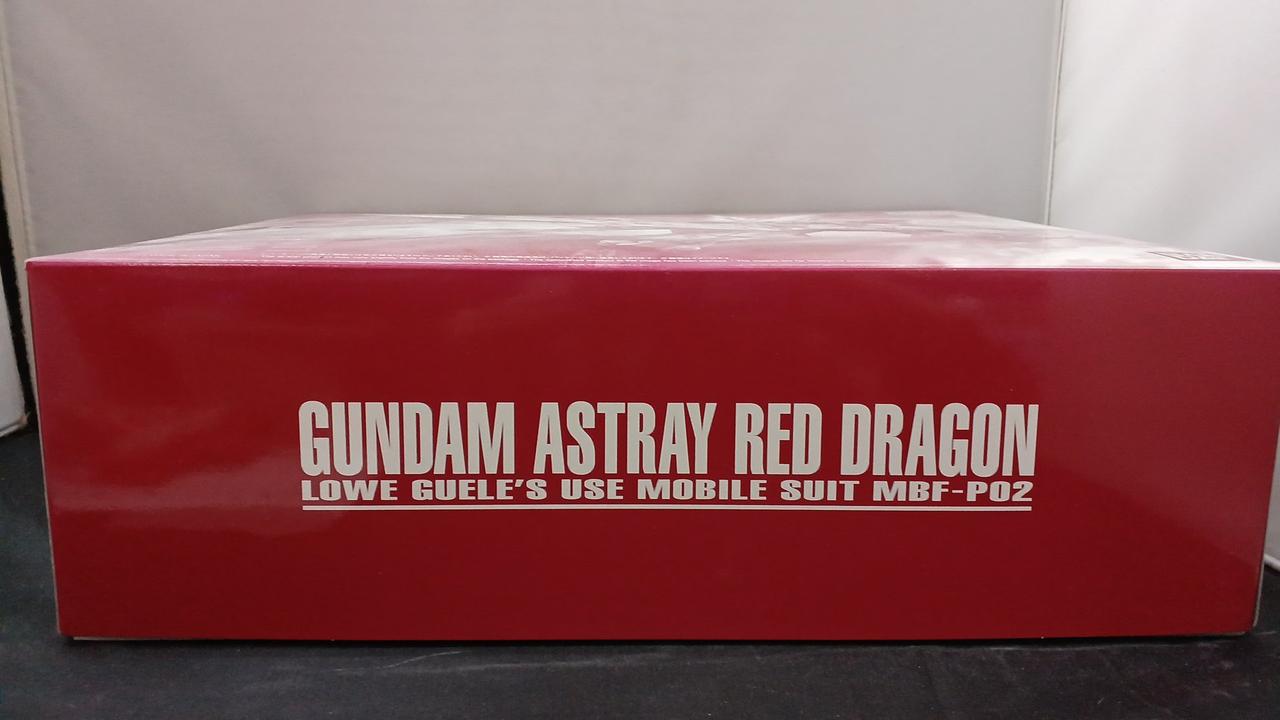 GUNDAM ASTRAY RED DRAGON
LOWE GUELE'S USE MOBILE SUIT MBF-P02